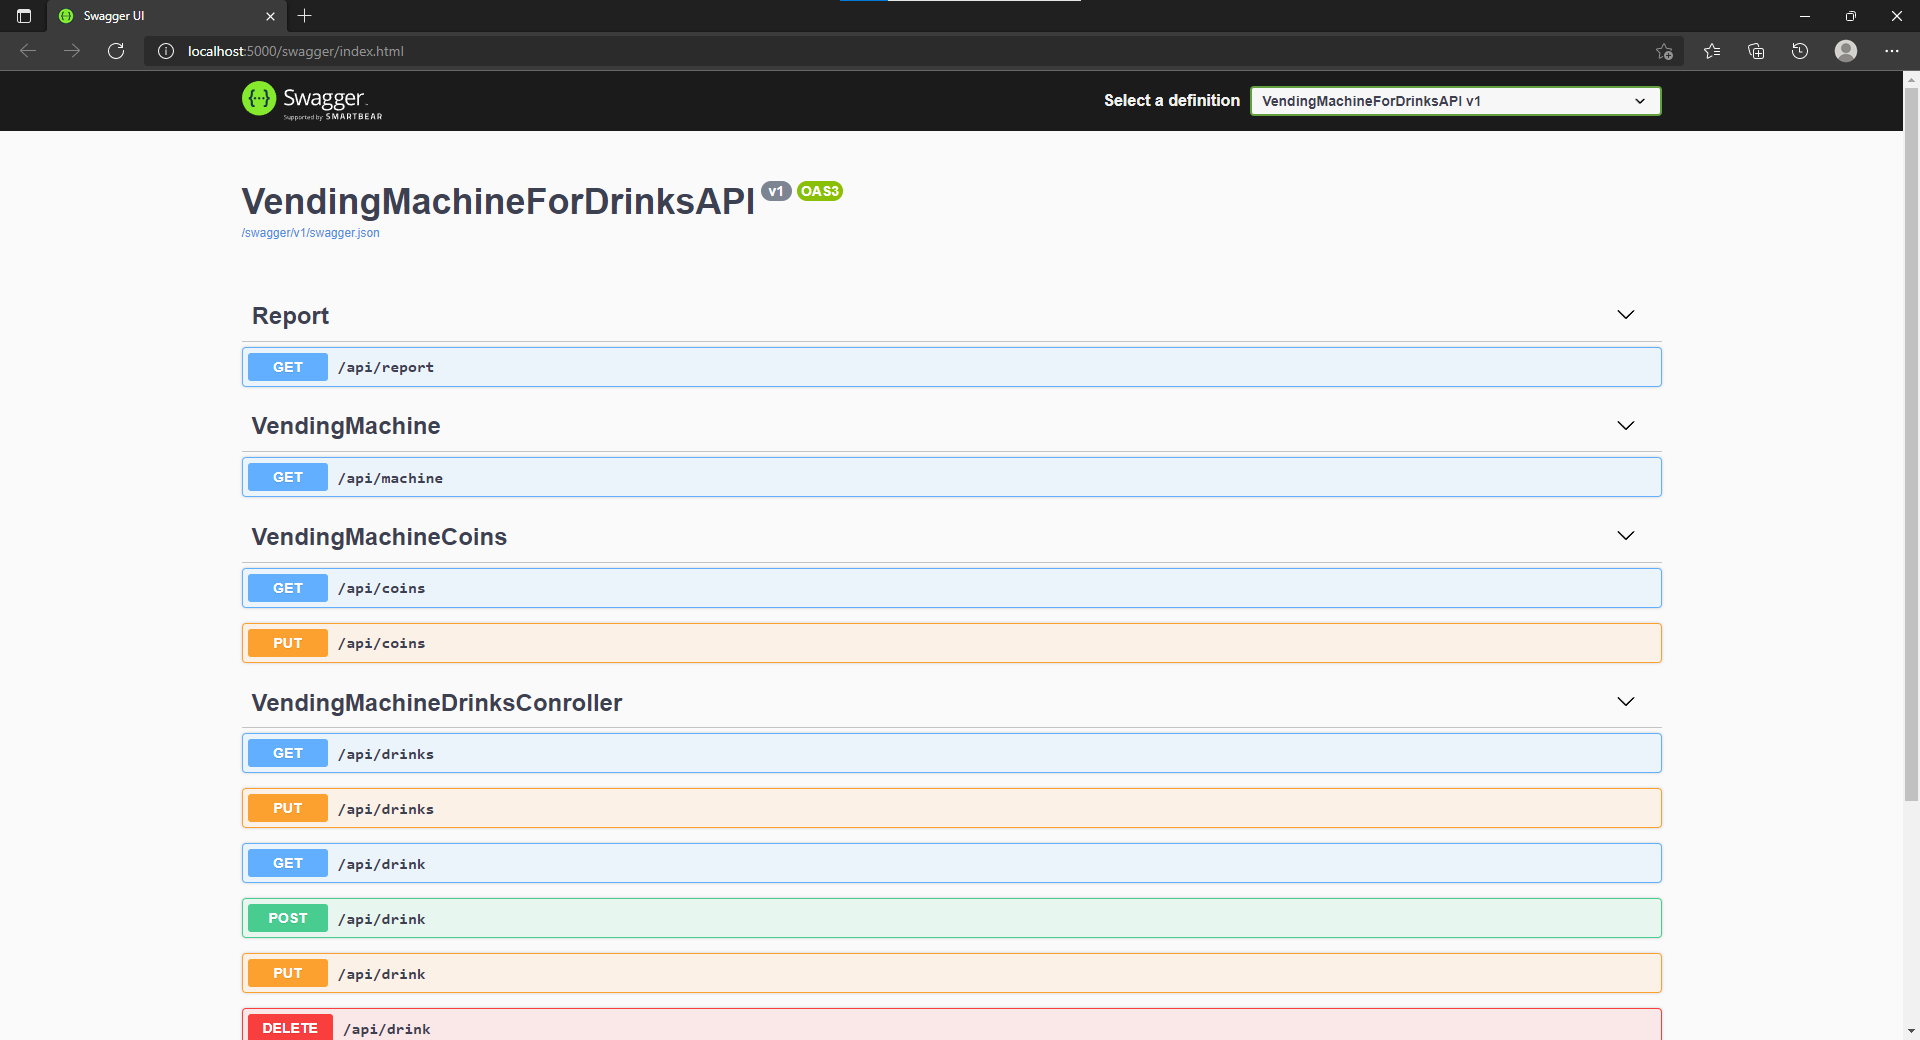 Swagger UI
localhost:5000/swagger/index.html
Swagger
Supported by SMARTBEAR
Select a definition
VendingMachineForDrinksAPI v1
VendingMachineForDrinksAPI v1 OAS3
/swagger/v1/swagger.json
Report
GET /api/report
VendingMachine
GET /api/machine
VendingMachineCoins
GET /api/coins
PUT /api/coins
VendingMachineDrinksConroller
GET /api/drinks
PUT /api/drinks
GET /api/drink
POST /api/drink
PUT /api/drink
DELETE /api/drink